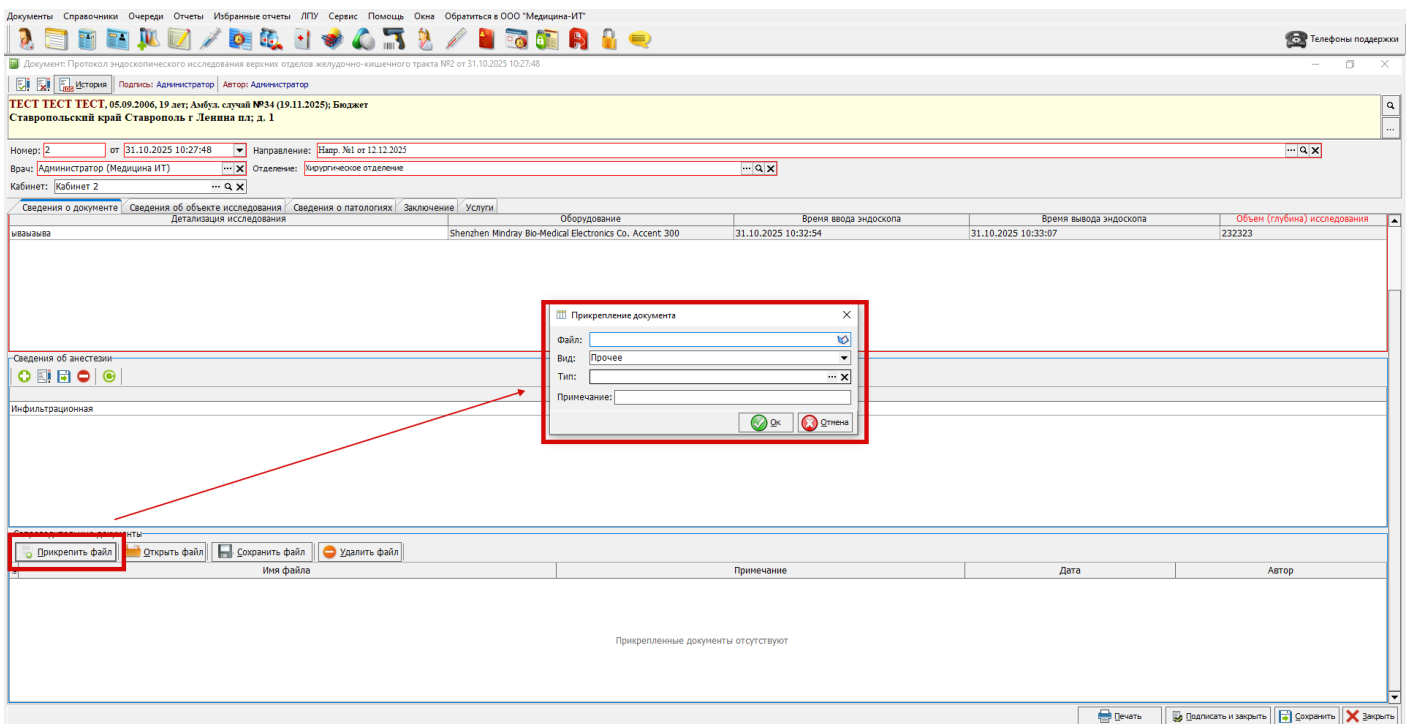 Документы Справочники Очереди Отчеты Избранные отчеты ЛПУ Сервис Помощь Окна Обратиться в ООО "Медицина-ИТ"
Телефоны поддержки
Документ: Протокол эндоскопического исследования верхних отделов желудочно-кишечного тракта №2 от 31.10.2025 10:27:48
История Подпись: Администратор Автор: Администратор
ТЕСТ ТЕСТ ТЕСТ, 05.09.2006, 19 лет; Амбул. случай №34 (19.11.2025); Бюджет
Ставропольский край Ставрополь г Ленина пл; д. 1
Номер: 2 от 31.10.2025 10:27:48 Направление: Напр. №1 от 12.12.2025
Врач: Администратор (Медицина ИТ) Отделение: Хирургическое отделение
Кабинет: Кабинет 2
Сведения о документе Сведения об объекте исследования Сведения о патологиях Заключение Услуги
Детализация исследования Оборудование Время ввода эндоскопа Время вывода эндоскопа Объем (глубина) исследования
ываыаыва Shenzhen Mindray Bio-Medical Electronics Co. Accent 300 31.10.2025 10:32:54 31.10.2025 10:33:07 232323
Прикрепление документа
Файл:
Вид: Прочее
Тип:
Примечание:
Ок Отмена
Сведения об анестезии
Инфильтрационная
Сопроводительные документы
Прикрепить файл Открыть файл Сохранить файл Удалить файл
Имя файла Примечание Дата Автор
Прикрепленные документы отсутствуют
Печать Подписать и закрыть Сохранить Закрыть